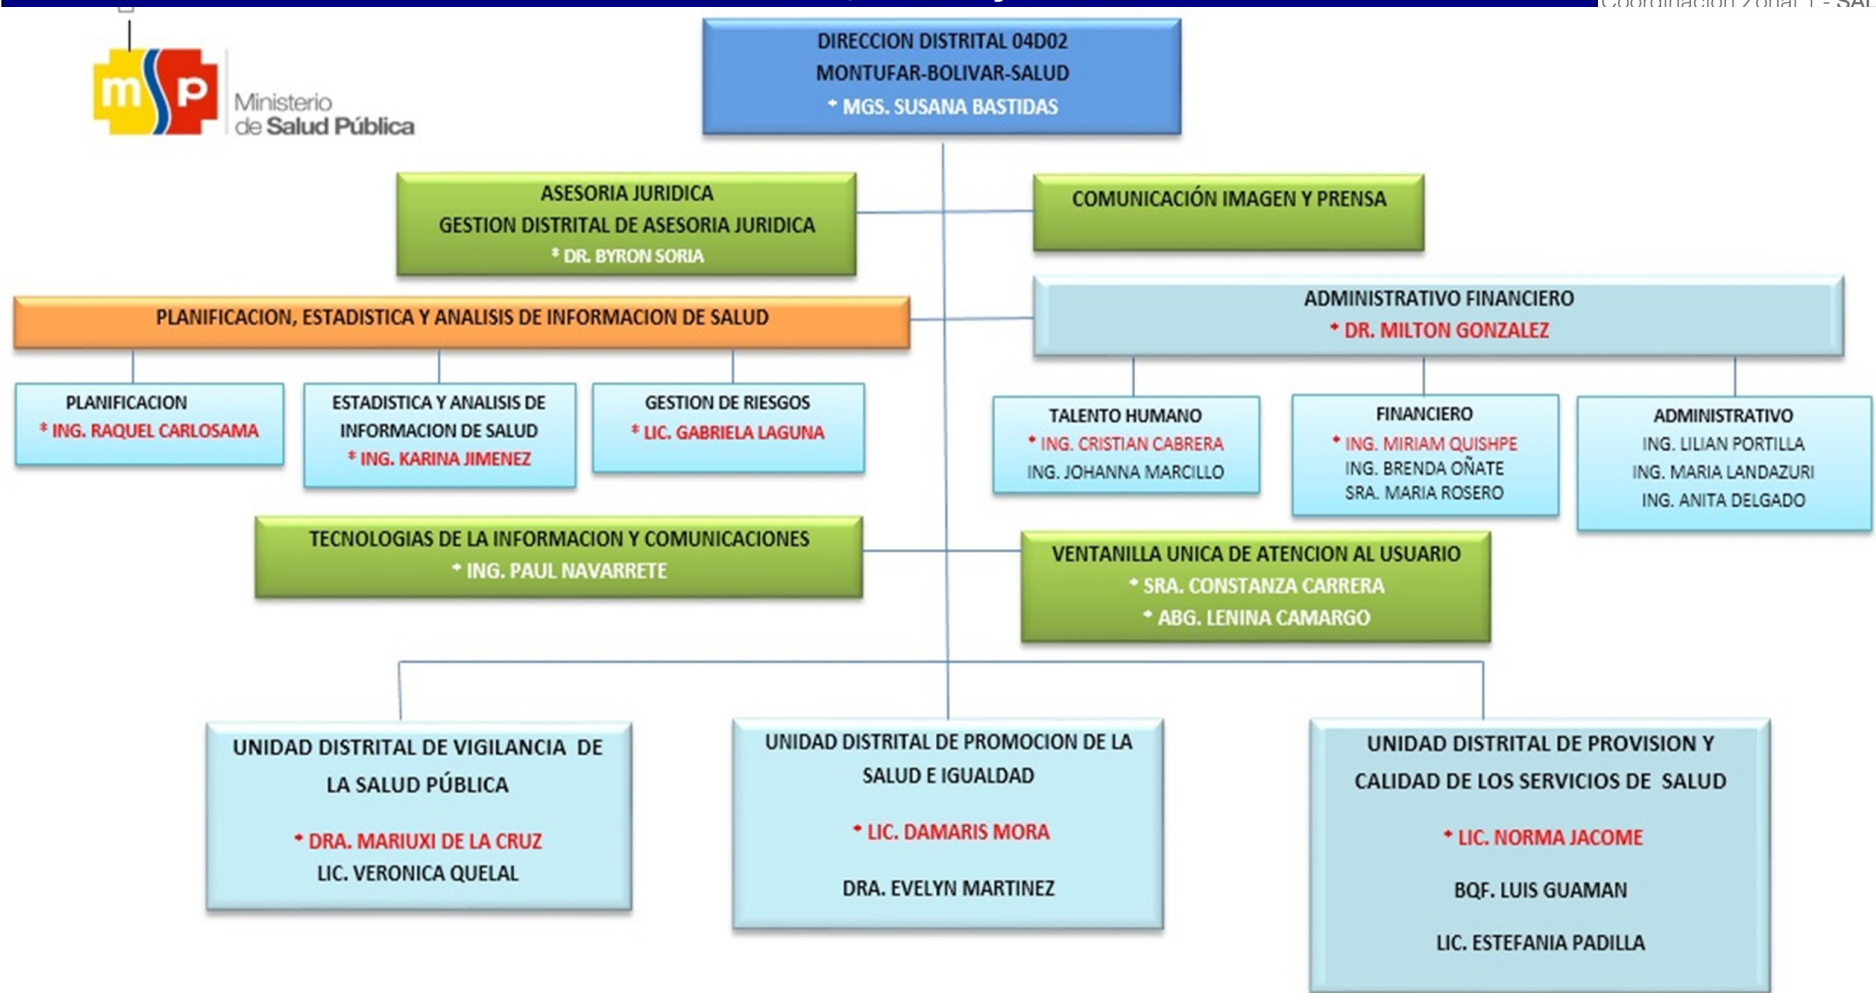 Coordinación Zonal 1 - SAL
msp
Ministerio
de Salud Pública
DIRECCION DISTRITAL 04D02
MONTUFAR-BOLIVAR-SALUD
* MGS. SUSANA BASTIDAS
ASESORIA JURIDICA
GESTION DISTRITAL DE ASESORIA JURIDICA
* DR. BYRON SORIA
COMUNICACIÓN IMAGEN Y PRENSA
PLANIFICACION, ESTADISTICA Y ANALISIS DE INFORMACION DE SALUD
ADMINISTRATIVO FINANCIERO
* DR. MILTON GONZALEZ
PLANIFICACION
* ING. RAQUEL CARLOSAMA
ESTADISTICA Y ANALISIS DE
INFORMACION DE SALUD
* ING. KARINA JIMENEZ
GESTION DE RIESGOS
* LIC. GABRIELA LAGUNA
TALENTO HUMANO
* ING. CRISTIAN CABRERA
ING. JOHANNA MARCILLO
FINANCIERO
* ING. MIRIAM QUISHPE
ING. BRENDA OÑATE
SRA. MARIA ROSERO
ADMINISTRATIVO
ING. LILIAN PORTILLA
ING. MARIA LANDAZURI
ING. ANITA DELGADO
TECNOLOGIAS DE LA INFORMACION Y COMUNICACIONES
* ING. PAUL NAVARRETE
VENTANILLA UNICA DE ATENCION AL USUARIO
* SRA. CONSTANZA CARRERA
* ABG. LENINA CAMARGO
UNIDAD DISTRITAL DE VIGILANCIA DE
LA SALUD PÚBLICA
* DRA. MARIUXI DE LA CRUZ
LIC. VERONICA QUELAL
UNIDAD DISTRITAL DE PROMOCION DE LA
SALUD E IGUALDAD
* LIC. DAMARIS MORA
DRA. EVELYN MARTINEZ
UNIDAD DISTRITAL DE PROVISION Y
CALIDAD DE LOS SERVICIOS DE SALUD
* LIC. NORMA JACOME
BQF. LUIS GUAMAN
LIC. ESTEFANIA PADILLA